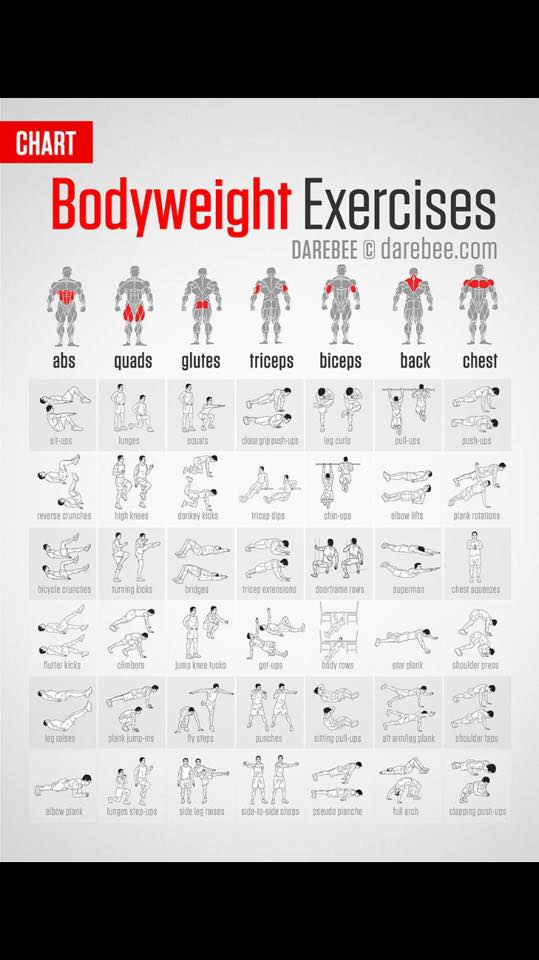 CHART
Bodyweight Exercises
DAREBEE © darebee.com
abs quads glutes triceps biceps back chest
sit-ups lunges squats close grip push-ups leg curls pull-ups push-ups
reverse crunches high knees donkey kicks tricep dips chin-ups elbow lifts plank rotations
bicycle crunches turning kicks bridges tricep extensions doorframe rows superman chest squeezes
flutter kicks climbers jump knee tucks get-ups body rows star plank shoulder press
leg raises plank jump-ins fly steps punches sitting pull-ups alt arm/leg plank shoulder taps
elbow plank lunges step-ups side leg raises side-to-side chops pseudo planche full arch clapping push-ups